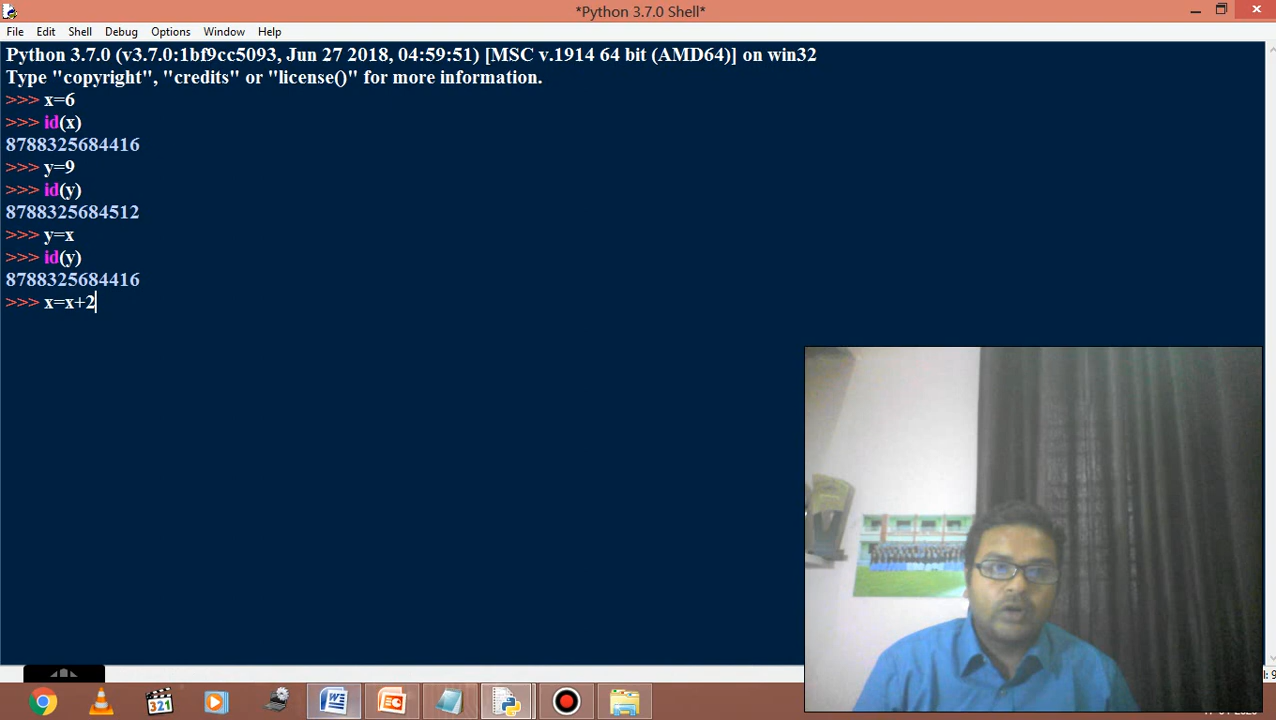 *Python 3.7.0 Shell*
File Edit Shell Debug Options Window Help
Python 3.7.0 (v3.7.0:1bf9cc5093, Jun 27 2018, 04:59:51) [MSC v.1914 64 bit (AMD64)] on win32
Type "copyright", "credits" or "license()" for more information.
>>> x=6
>>> id(x)
8788325684416
>>> y=9
>>> id(y)
8788325684512
>>> y=x
>>> id(y)
8788325684416
>>> x=x+2
321